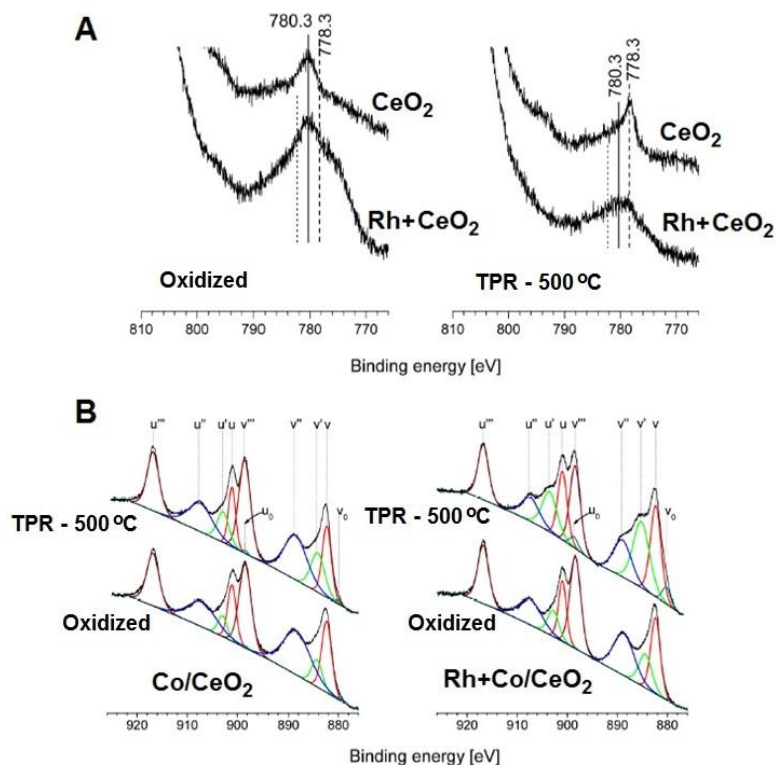 A
780.3
778.3
CeO₂
Rh+CeO₂
Oxidized
810 800 790 780 770
780.3
778.3
CeO₂
Rh+CeO₂
TPR - 500 ºC
810 800 790 780 770
Binding energy [eV]
B
u''' u'' u' u v''' v'' v' v
u₀
v₀
TPR - 500 ºC
Oxidized
Co/CeO₂
920 910 900 890 880
u''' u'' u' u v''' v'' v' v
u₀
v₀
TPR - 500 ºC
Oxidized
Rh+Co/CeO₂
920 910 900 890 880
Binding energy [eV]